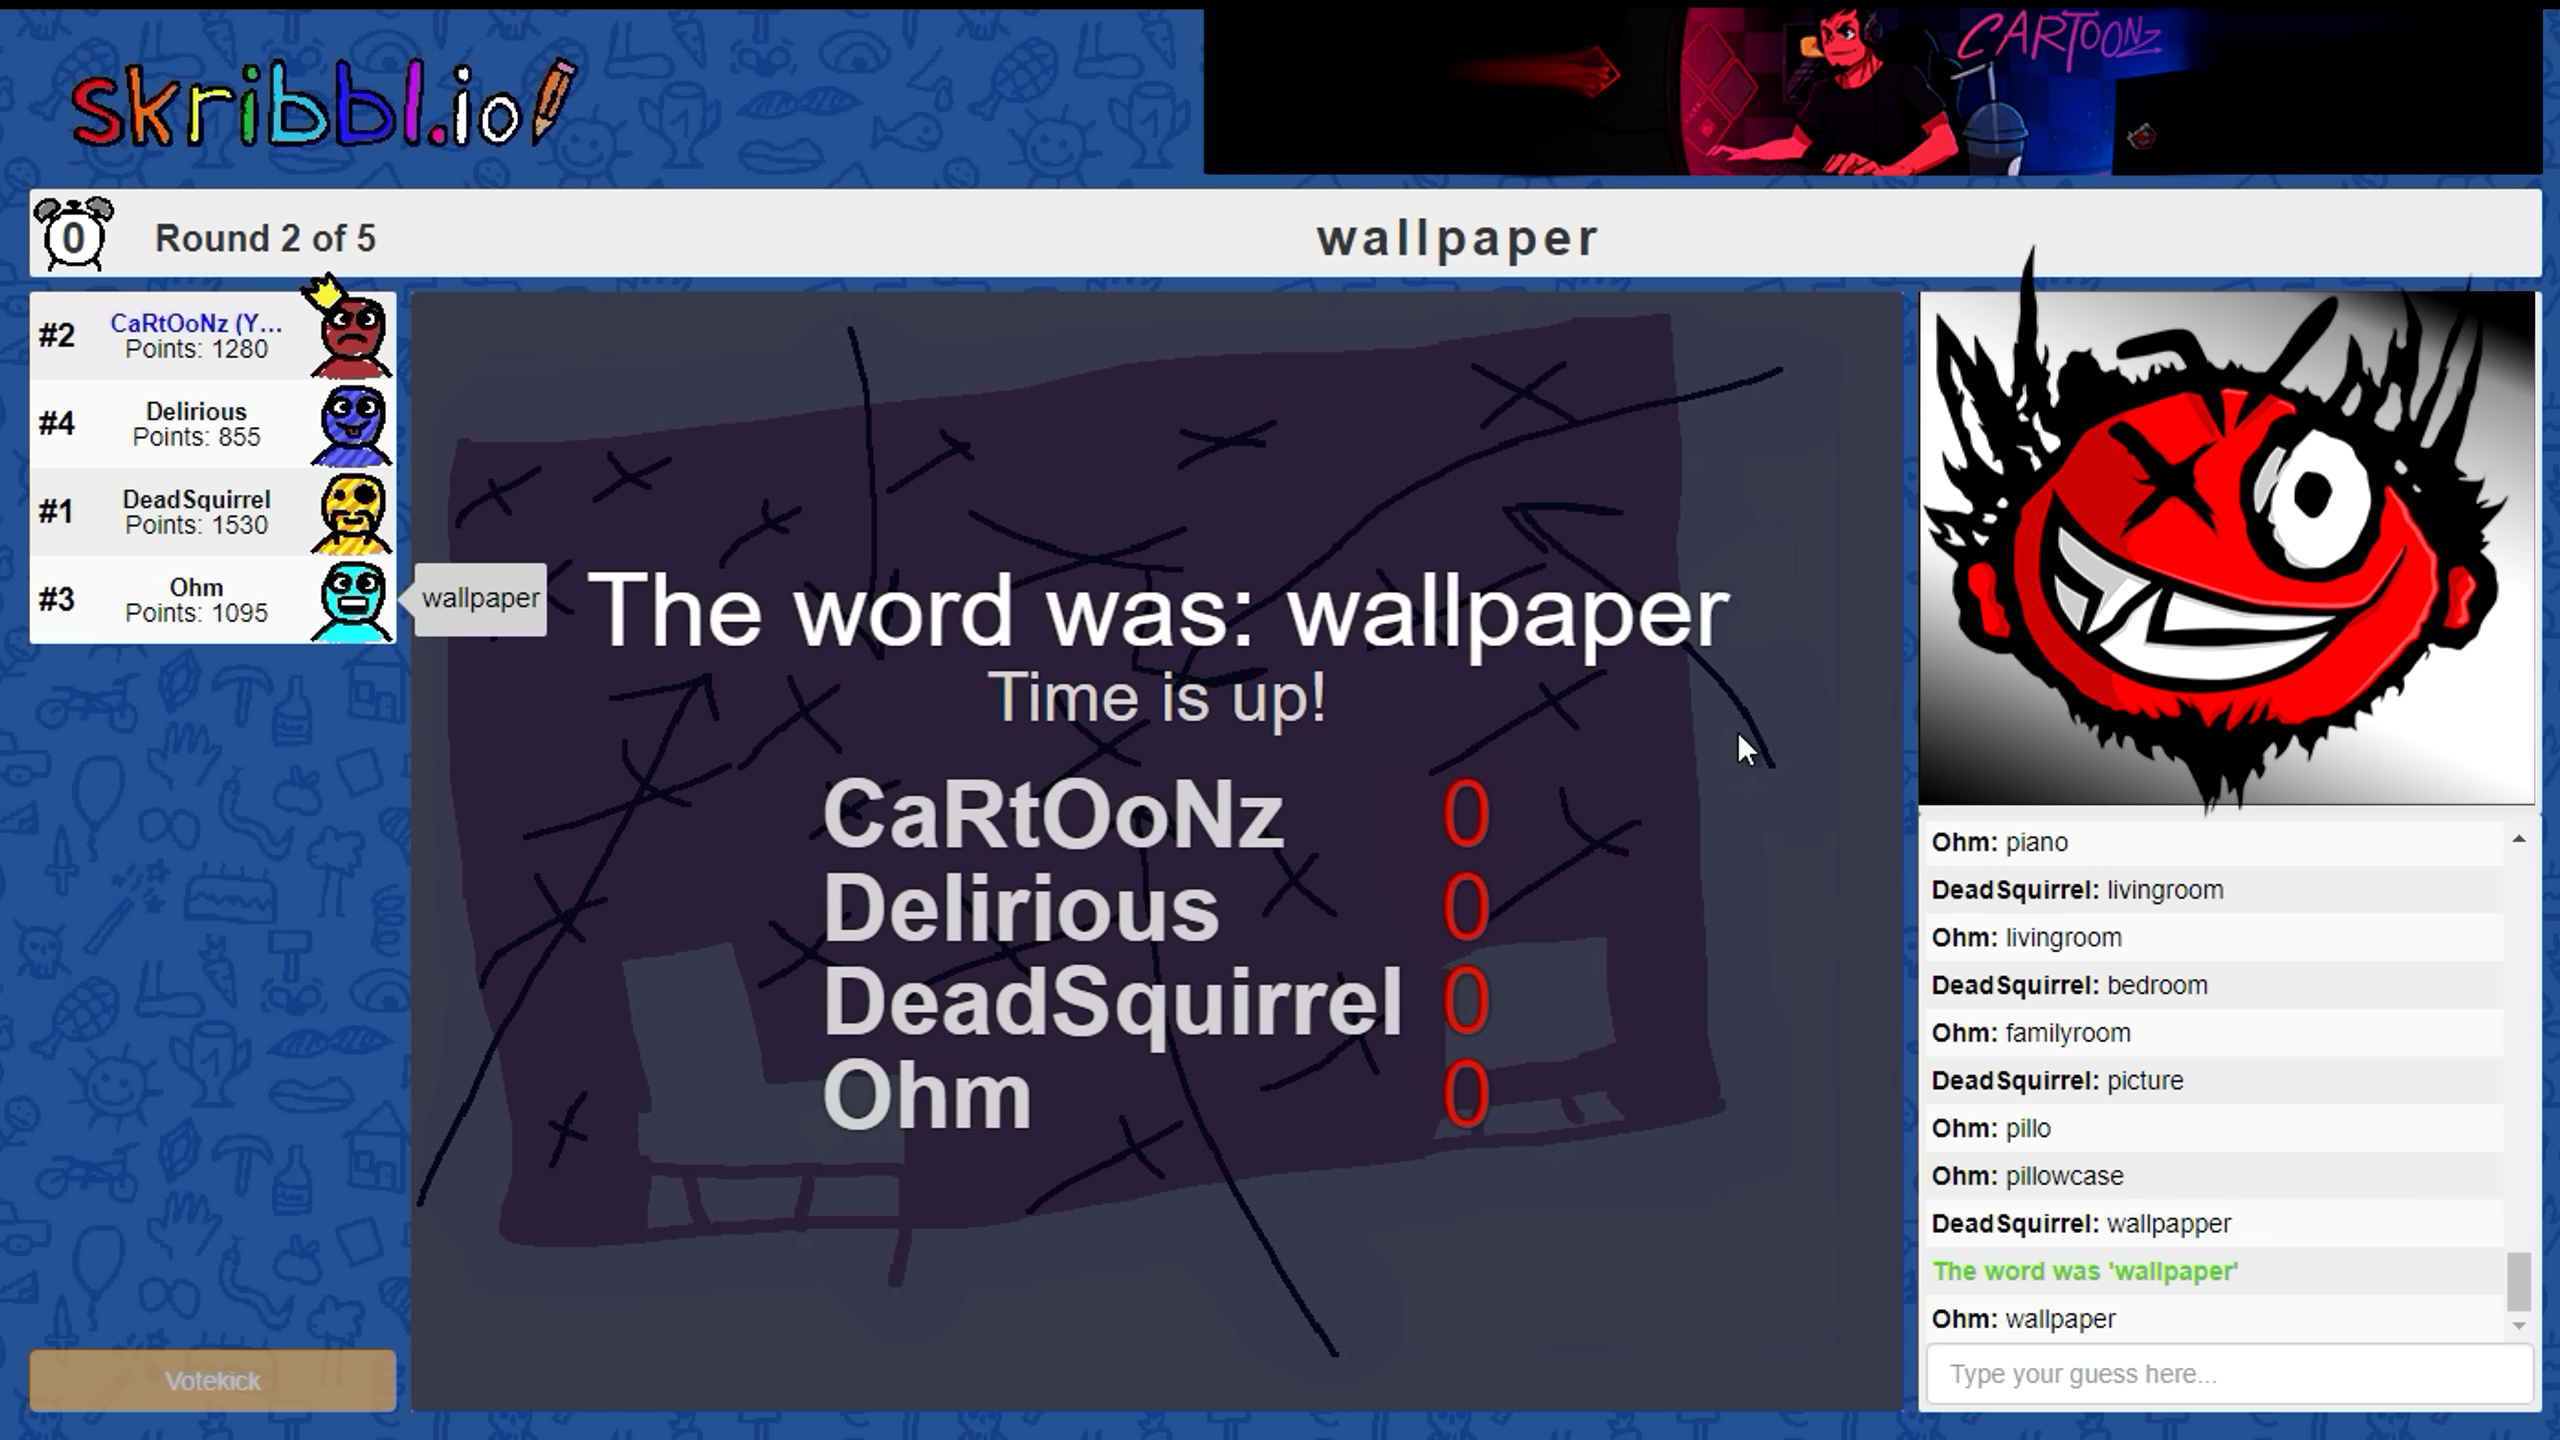 CARTOONZ
skribbl.io
0
Round 2 of 5
wallpaper
#2
CaRtOoNz (Y...
Points: 1280
#4
Delirious
Points: 855
#1
DeadSquirrel
Points: 1530
#3
Ohm
Points: 1095
wallpaper
The word was: wallpaper
Time is up!
CaRtOoNz 0
Delirious 0
DeadSquirrel 0
Ohm 0
Ohm: piano
DeadSquirrel: livingroom
Ohm: livingroom
DeadSquirrel: bedroom
Ohm: familyroom
DeadSquirrel: picture
Ohm: pillo
Ohm: pillowcase
DeadSquirrel: wallpapper
The word was 'wallpaper'
Ohm: wallpaper
Type your guess here...
Votekick